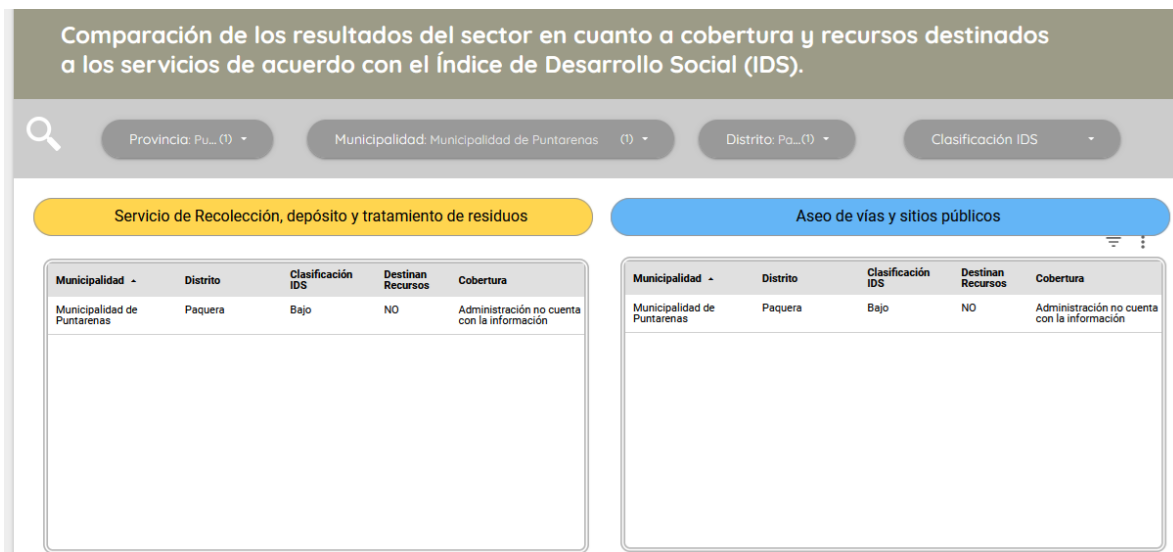 Comparación de los resultados del sector en cuanto a cobertura y recursos destinados
a los servicios de acuerdo con el Índice de Desarrollo Social (IDS).
Provincia: Pu... (1)
Municipalidad: Municipalidad de Puntarenas (1)
Distrito: Pa...(1)
Clasificación IDS
Servicio de Recolección, depósito y tratamiento de residuos
Municipalidad Distrito Clasificación IDS Destinan Recursos Cobertura
Municipalidad de Puntarenas Paquera Bajo NO Administración no cuenta con la información
Aseo de vías y sitios públicos
Municipalidad Distrito Clasificación IDS Destinan Recursos Cobertura
Municipalidad de Puntarenas Paquera Bajo NO Administración no cuenta con la información